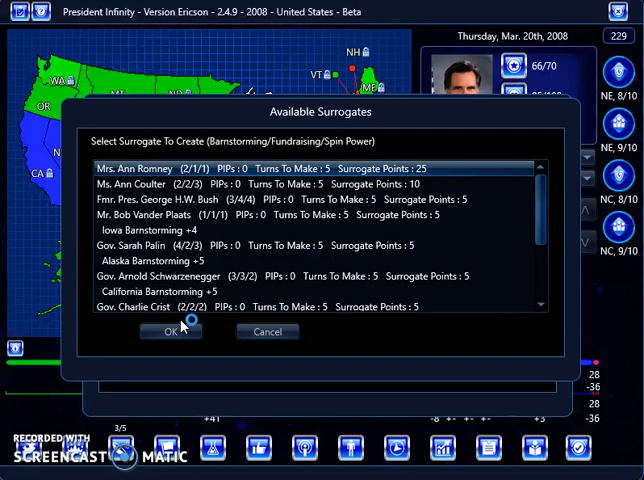 President Infinity - Version Ericson - 2.4.9 - 2008 - United States - Beta
Thursday, Mar. 20th, 2008
229
NH
VT
ME
WA
OR
CA
66/70
NE, 8/10
NE, 9/10
NC, 8/10
NC, 9/10
Available Surrogates
Select Surrogate To Create (Barnstorming/Fundraising/Spin Power)
Mrs. Ann Romney (2/1/1) PIPs : 0 Turns To Make : 5 Surrogate Points : 25
Ms. Ann Coulter (2/2/3) PIPs : 0 Turns To Make : 5 Surrogate Points : 10
Fmr. Pres. George H.W. Bush (3/4/4) PIPs : 0 Turns To Make : 5 Surrogate Points : 5
Mr. Bob Vander Plaats (1/1/1) PIPs : 0 Turns To Make : 5 Surrogate Points : 5
Iowa Barnstorming +4
Gov. Sarah Palin (4/2/3) PIPs : 0 Turns To Make : 5 Surrogate Points : 5
Alaska Barnstorming +5
Gov. Arnold Schwarzenegger (3/3/2) PIPs : 0 Turns To Make : 5 Surrogate Points : 5
California Barnstorming +5
Gov. Charlie Crist (2/2/2) PIPs : 0 Turns To Make : 5 Surrogate Points : 5
OK
Cancel
28
-36
28
-36
+41
+3
3/5
RECORDED WITH
SCREENCAST MATIC